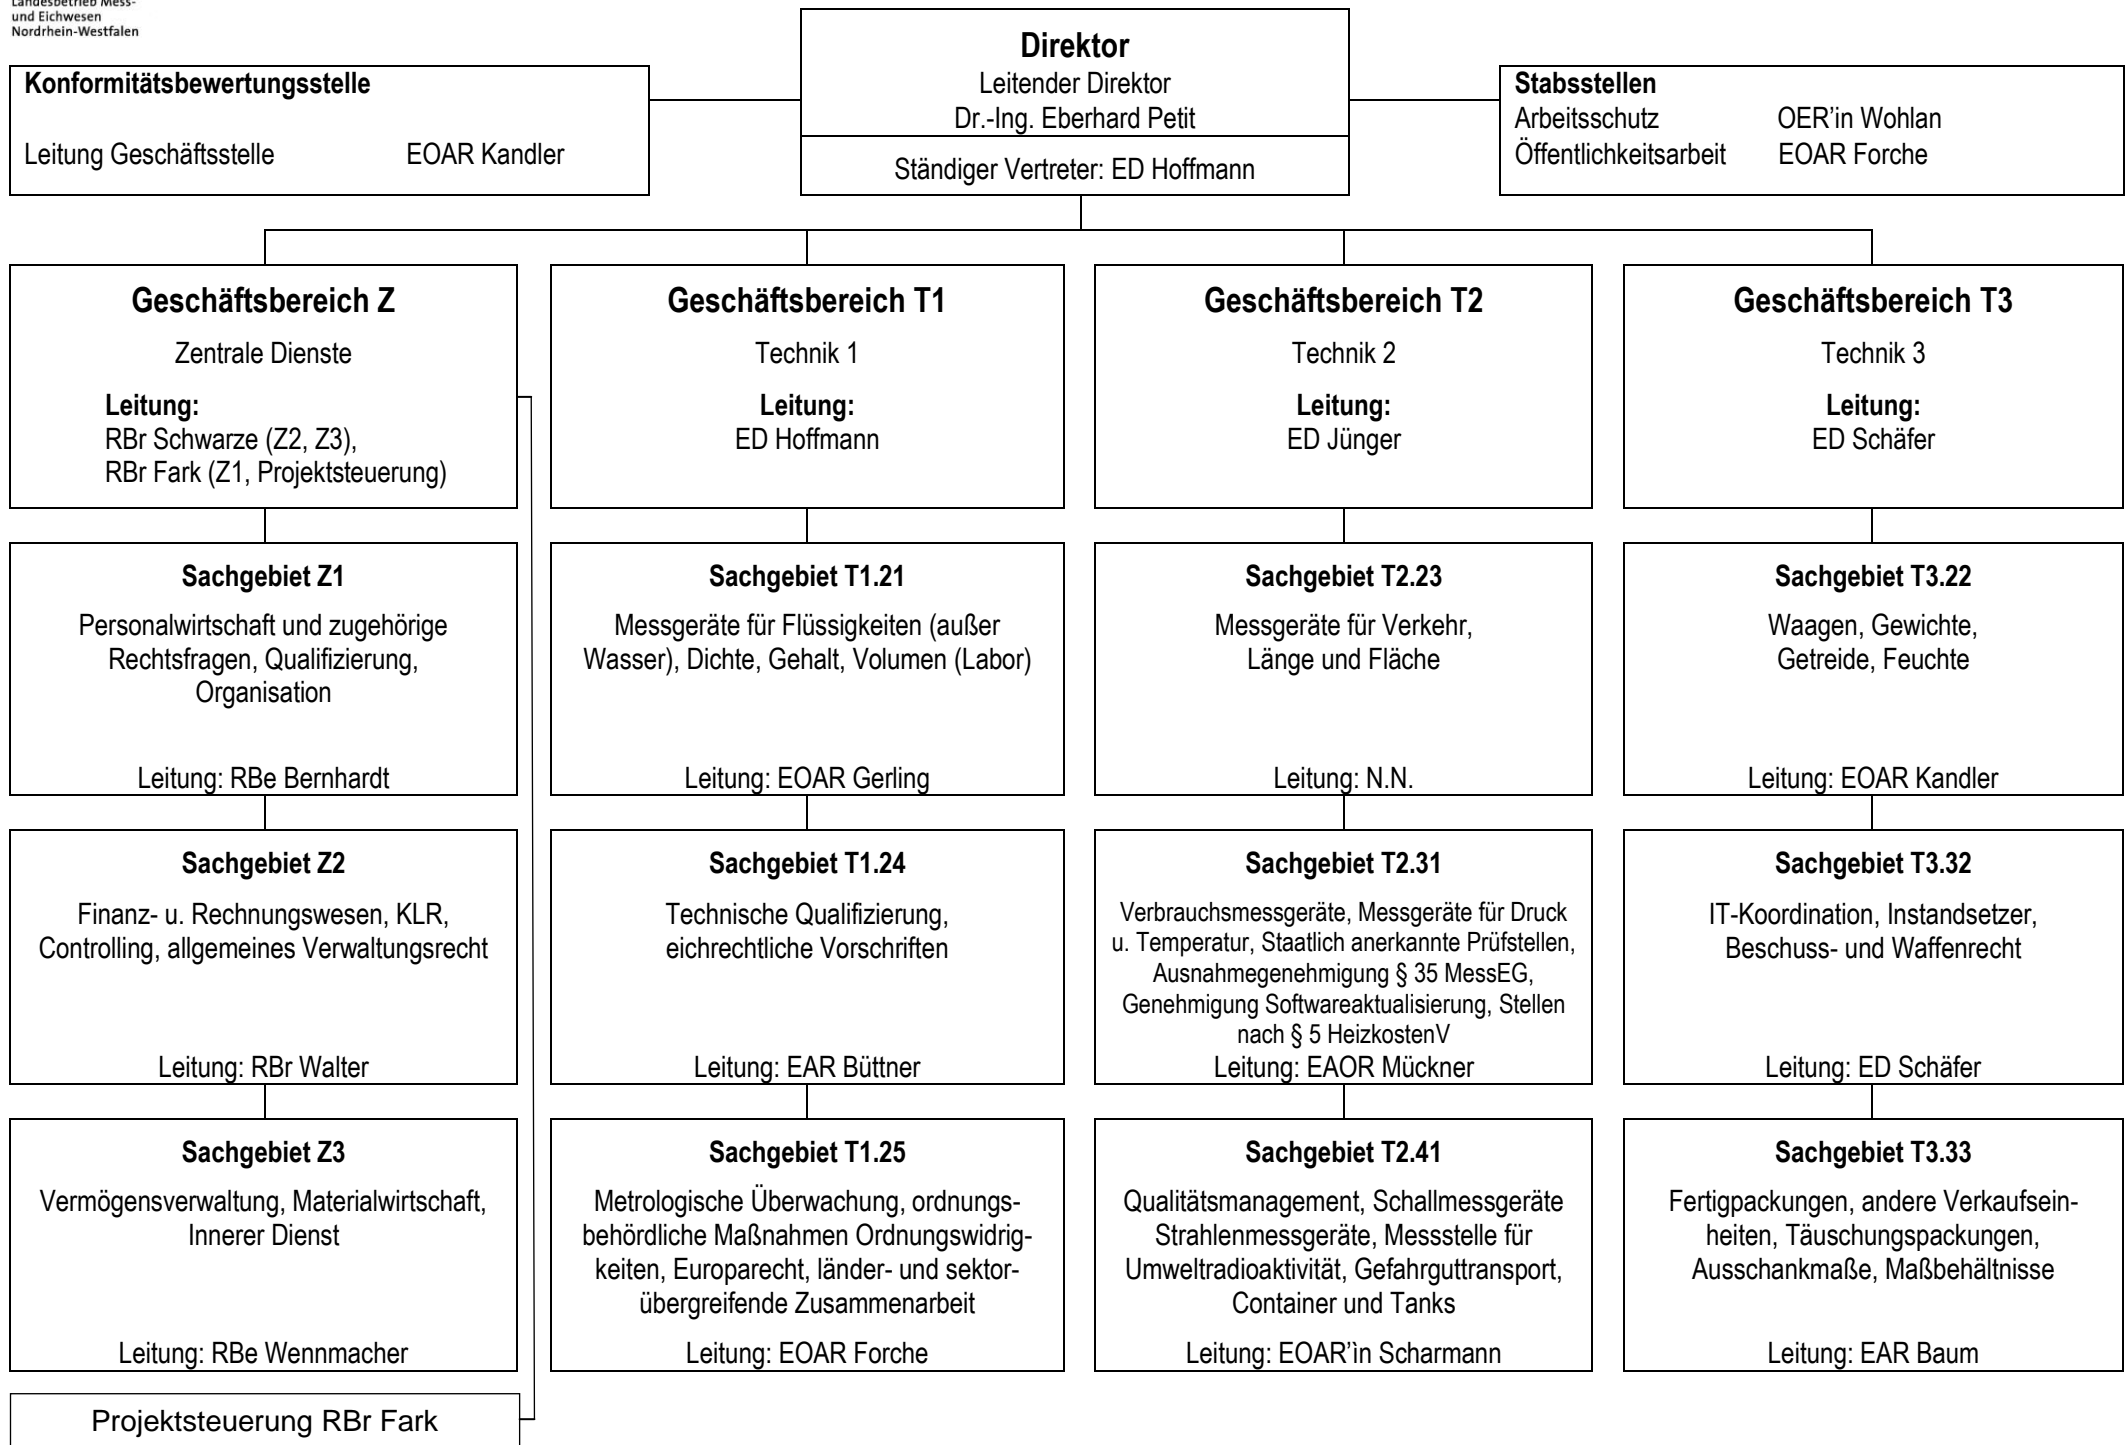 Landesbetrieb Mess-
und Eichwesen
Nordrhein-Westfalen
Direktor
Leitender Direktor
Dr.-Ing. Eberhard Petit
Ständiger Vertreter: ED Hoffmann
Konformitätsbewertungsstelle
Leitung Geschäftsstelle EOAR Kandler
Stabsstellen
Arbeitsschutz OER’in Wohlan
Öffentlichkeitsarbeit EOAR Forche
Geschäftsbereich Z
Zentrale Dienste
Leitung:
RBr Schwarze (Z2, Z3),
RBr Fark (Z1, Projektsteuerung)
Geschäftsbereich T1
Technik 1
Leitung:
ED Hoffmann
Geschäftsbereich T2
Technik 2
Leitung:
ED Jünger
Geschäftsbereich T3
Technik 3
Leitung:
ED Schäfer
Sachgebiet Z1
Personalwirtschaft und zugehörige
Rechtsfragen, Qualifizierung,
Organisation
Leitung: RBe Bernhardt
Sachgebiet T1.21
Messgeräte für Flüssigkeiten (außer
Wasser), Dichte, Gehalt, Volumen (Labor)
Leitung: EOAR Gerling
Sachgebiet T2.23
Messgeräte für Verkehr,
Länge und Fläche
Leitung: N.N.
Sachgebiet T3.22
Waagen, Gewichte,
Getreide, Feuchte
Leitung: EOAR Kandler
Sachgebiet Z2
Finanz- u. Rechnungswesen, KLR,
Controlling, allgemeines Verwaltungsrecht
Leitung: RBr Walter
Sachgebiet T1.24
Technische Qualifizierung,
eichrechtliche Vorschriften
Leitung: EAR Büttner
Sachgebiet T2.31
Verbrauchsmessgeräte, Messgeräte für Druck
u. Temperatur, Staatlich anerkannte Prüfstellen,
Ausnahmegenehmigung § 35 MessEG,
Genehmigung Softwareaktualisierung, Stellen
nach § 5 HeizkostenV
Leitung: EAOR Mückner
Sachgebiet T3.32
IT-Koordination, Instandsetzer,
Beschuss- und Waffenrecht
Leitung: ED Schäfer
Sachgebiet Z3
Vermögensverwaltung, Materialwirtschaft,
Innerer Dienst
Leitung: RBe Wennmacher
Sachgebiet T1.25
Metrologische Überwachung, ordnungs-
behördliche Maßnahmen Ordnungswidrig-
keiten, Europarecht, länder- und sektor-
übergreifende Zusammenarbeit
Leitung: EOAR Forche
Sachgebiet T2.41
Qualitätsmanagement, Schallmessgeräte
Strahlenmessgeräte, Messstelle für
Umweltradioaktivität, Gefahrguttransport,
Container und Tanks
Leitung: EOAR’ìn Scharmann
Sachgebiet T3.33
Fertigpackungen, andere Verkaufsein-
heiten, Täuschungspackungen,
Ausschankmaße, Maßbehältnisse
Leitung: EAR Baum
Projektsteuerung RBr Fark